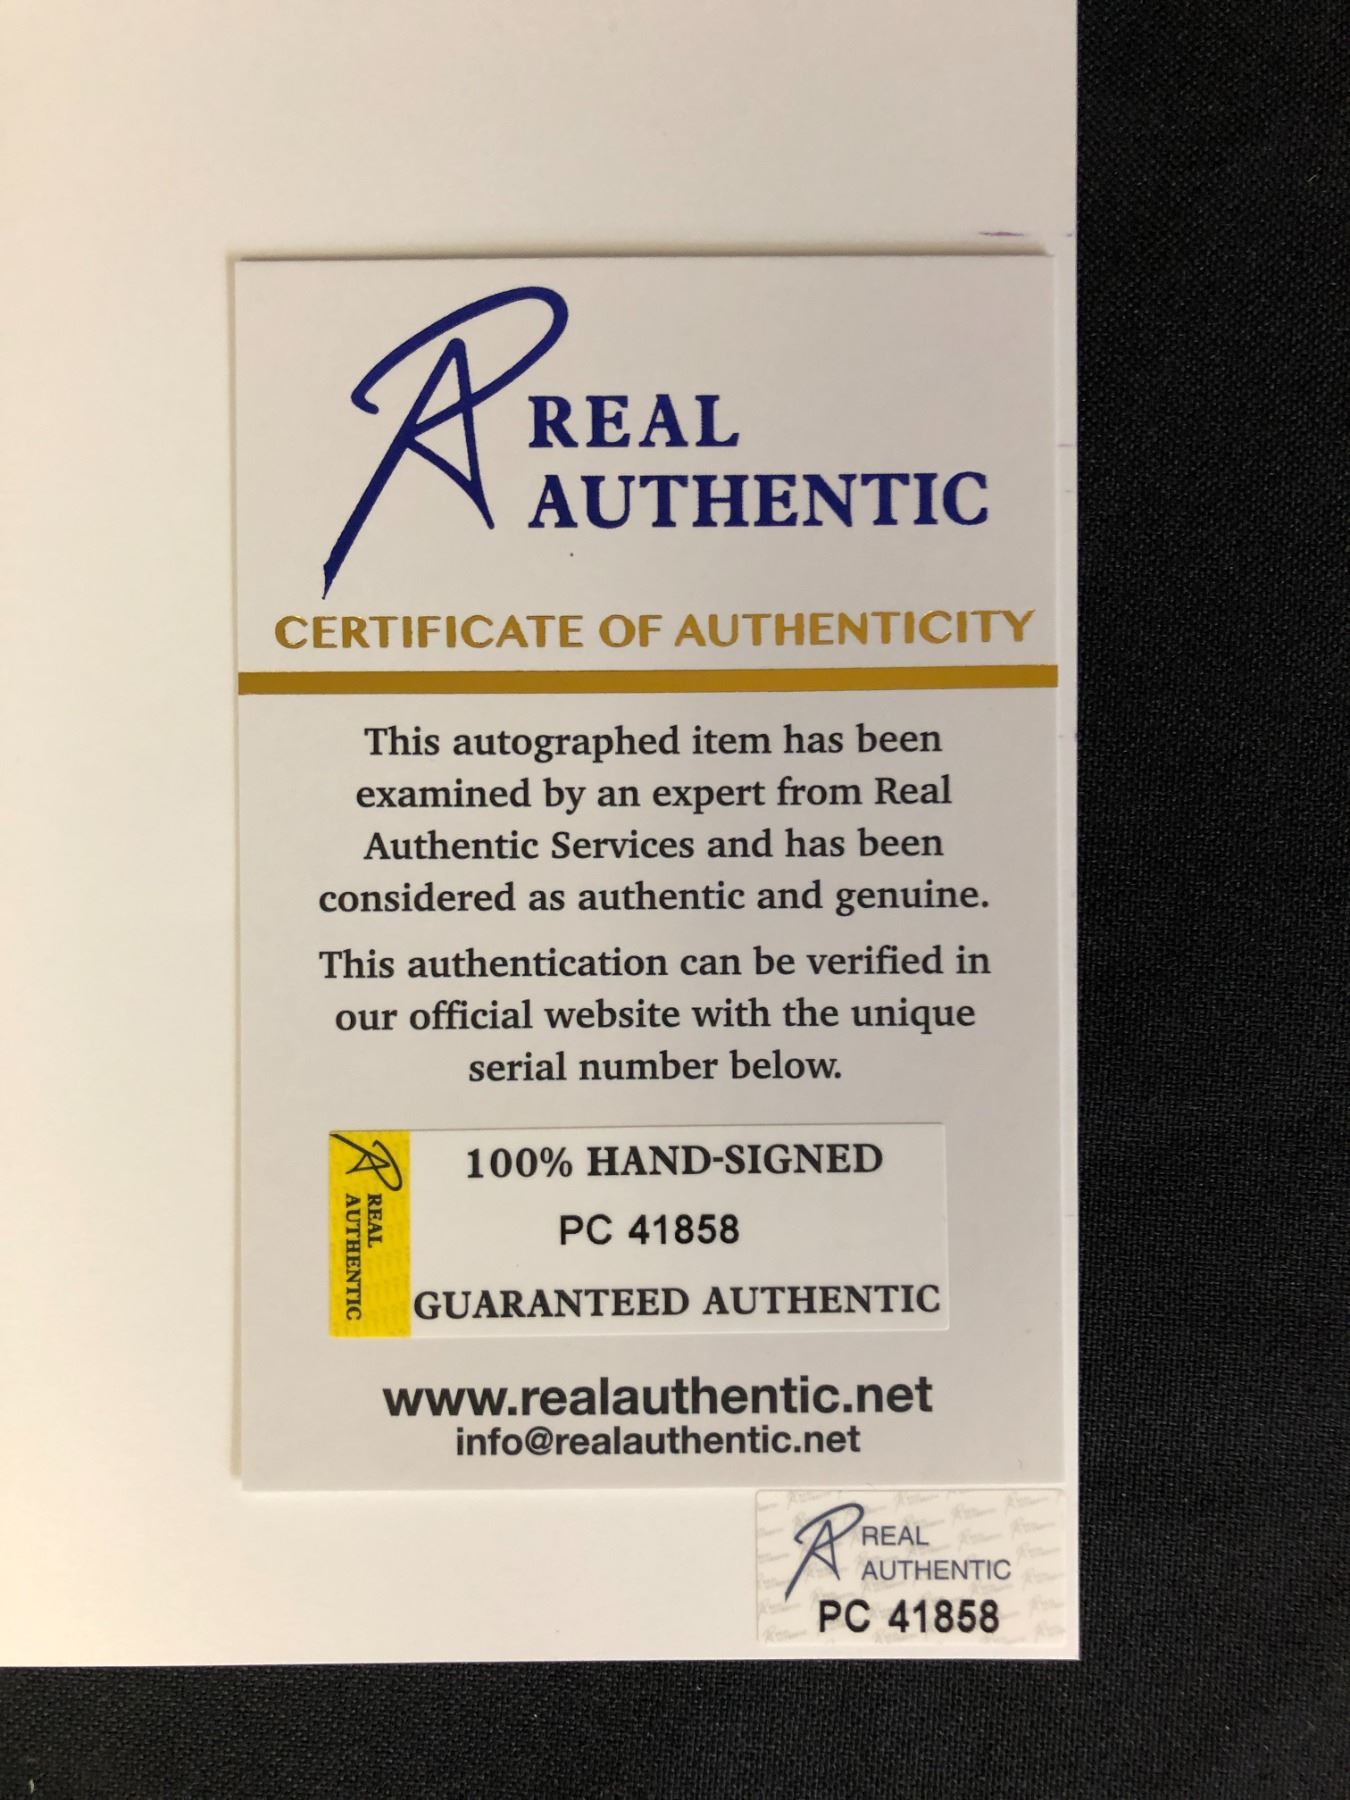 REAL
AUTHENTIC
CERTIFICATE OF AUTHENTICITY
This autographed item has been
examined by an expert from Real
Authentic Services and has been
considered as authentic and genuine.
This authentication can be verified in
our official website with the unique
serial number below.
REAL
AUTHENTIC
100% HAND-SIGNED
PC 41858
GUARANTEED AUTHENTIC
www.realauthentic.net
info@realauthentic.net
REAL
AUTHENTIC
PC 41858